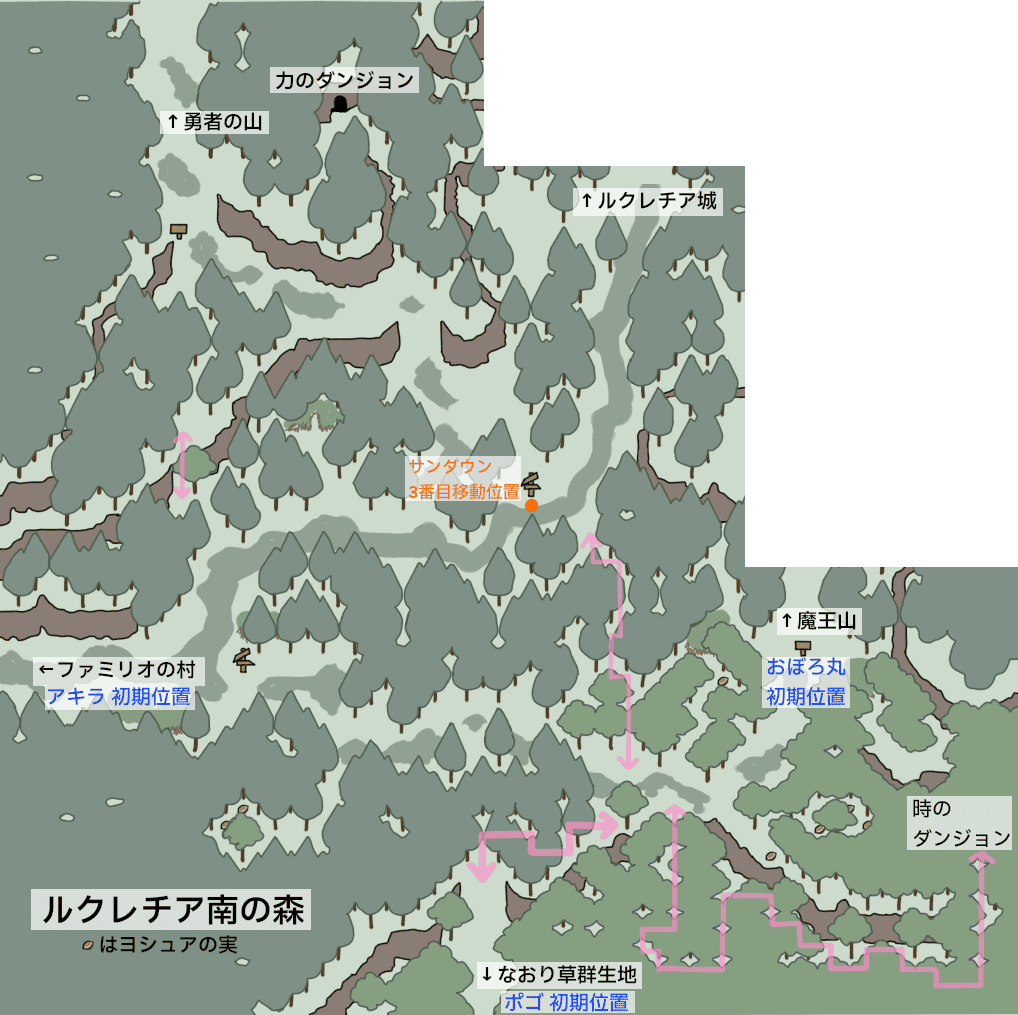 力のダンジョン
↑勇者の山
↑ルクレチア城
サンダウン
3番目移動位置
↑魔王山
おぼろ丸
初期位置
←ファミリオの村
アキラ 初期位置
時の
ダンジョン
ルクレチア南の森
はヨシュアの実
↓なおり草群生地
ポゴ 初期位置